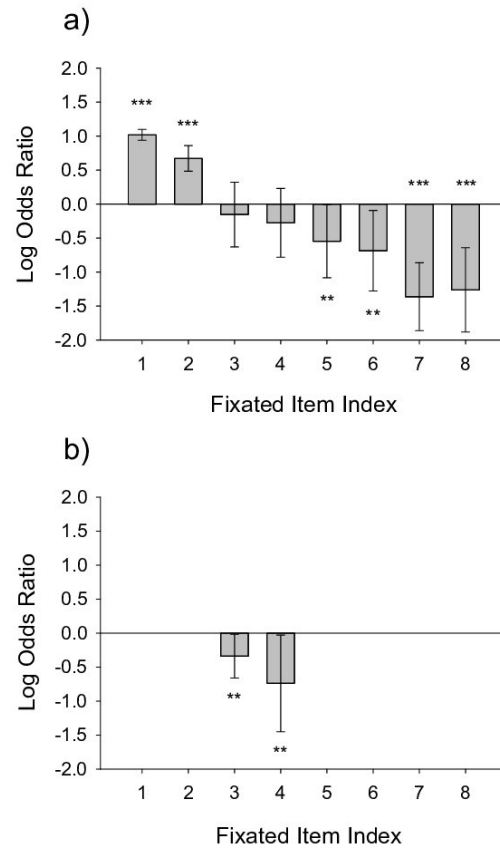 a)
2.0
1.5
1.0
0.5
0.0
-0.5
-1.0
-1.5
-2.0
Log Odds Ratio
*** *** *** ***
** **
1 2 3 4 5 6 7 8
Fixated Item Index
b)
2.0
1.5
1.0
0.5
0.0
-0.5
-1.0
-1.5
-2.0
Log Odds Ratio
**
**
1 2 3 4 5 6 7 8
Fixated Item Index